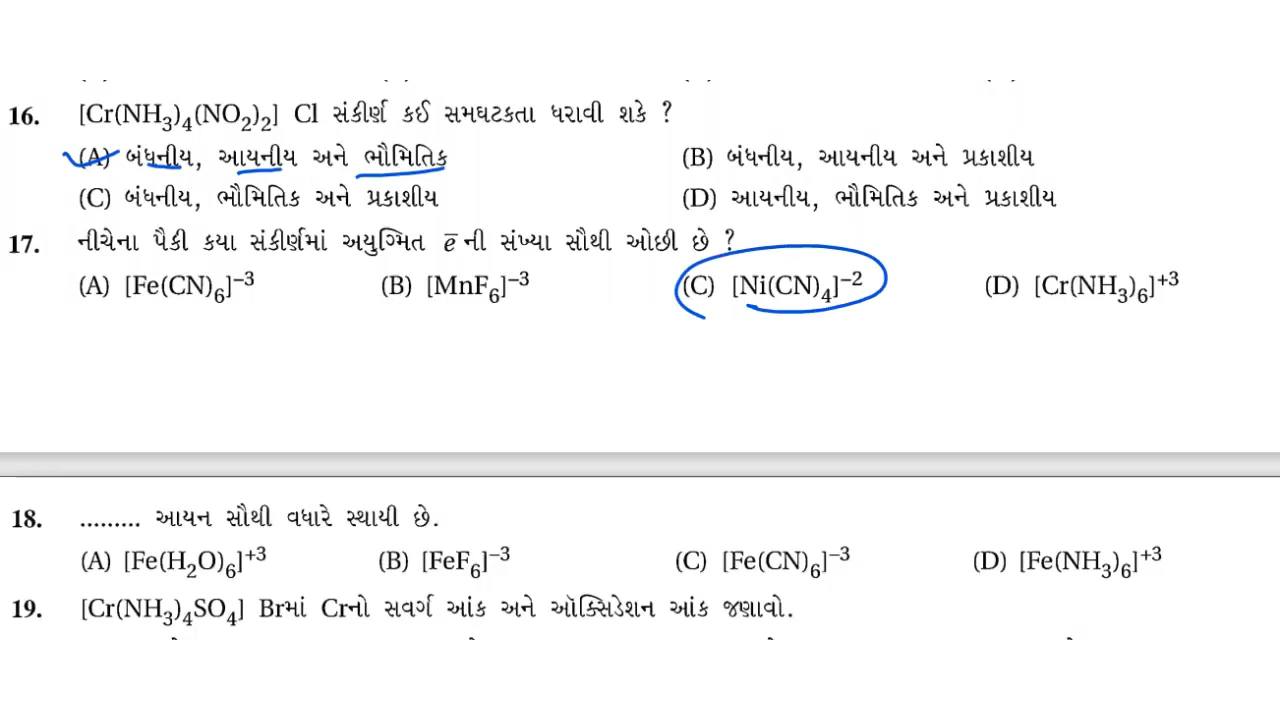 16. [Cr(NH3)4(NO2)2] Cl સંકીર્ણ કઈ સમઘટકતા ધરાવી શકે ?
(A) બંધનીય, આયનીય અને ભૌમિતિક (B) બંધનીય, આયનીય અને પ્રકાશીય
(C) બંધનીય, ભૌમિતિક અને પ્રકાશીય (D) આયનીય, ભૌમિતિક અને પ્રકાશીય
17. નીચેના પૈકી કયા સંકીર્ણમાં અયુગ્મિત e̅ ની સંખ્યા સૌથી ઓછી છે ?
(A) [Fe(CN)6]–3 (B) [MnF6]–3 (C) [Ni(CN)4]–2 (D) [Cr(NH3)6]+3
18. ......... આયન સૌથી વધારે સ્થાયી છે.
(A) [Fe(H2O)6]+3 (B) [FeF6]–3 (C) [Fe(CN)6]–3 (D) [Fe(NH3)6]+3
19. [Cr(NH3)4SO4] Brમાં Crનો સવર્ગ આંક અને ઑક્સિડેશન આંક જણાવો.